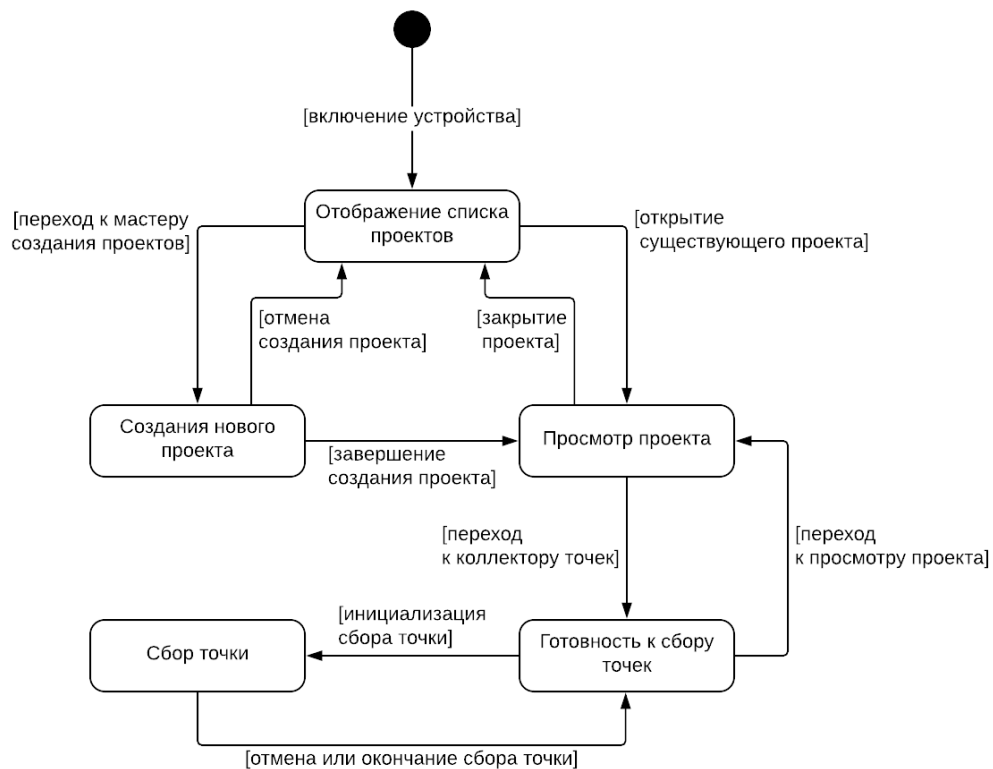 [включение устройства]
Отображение списка
проектов
[переход к мастеру
создания проектов]
[открытие
существующего проекта]
[отмена
создания проекта]
[закрытие
проекта]
Создания нового
проекта
Просмотр проекта
[завершение
создания проекта]
[переход
к коллектору точек]
[переход
к просмотру проекта]
[инициализация
сбора точки]
Сбор точки
Готовность к сбору
точек
[отмена или окончание сбора точки]